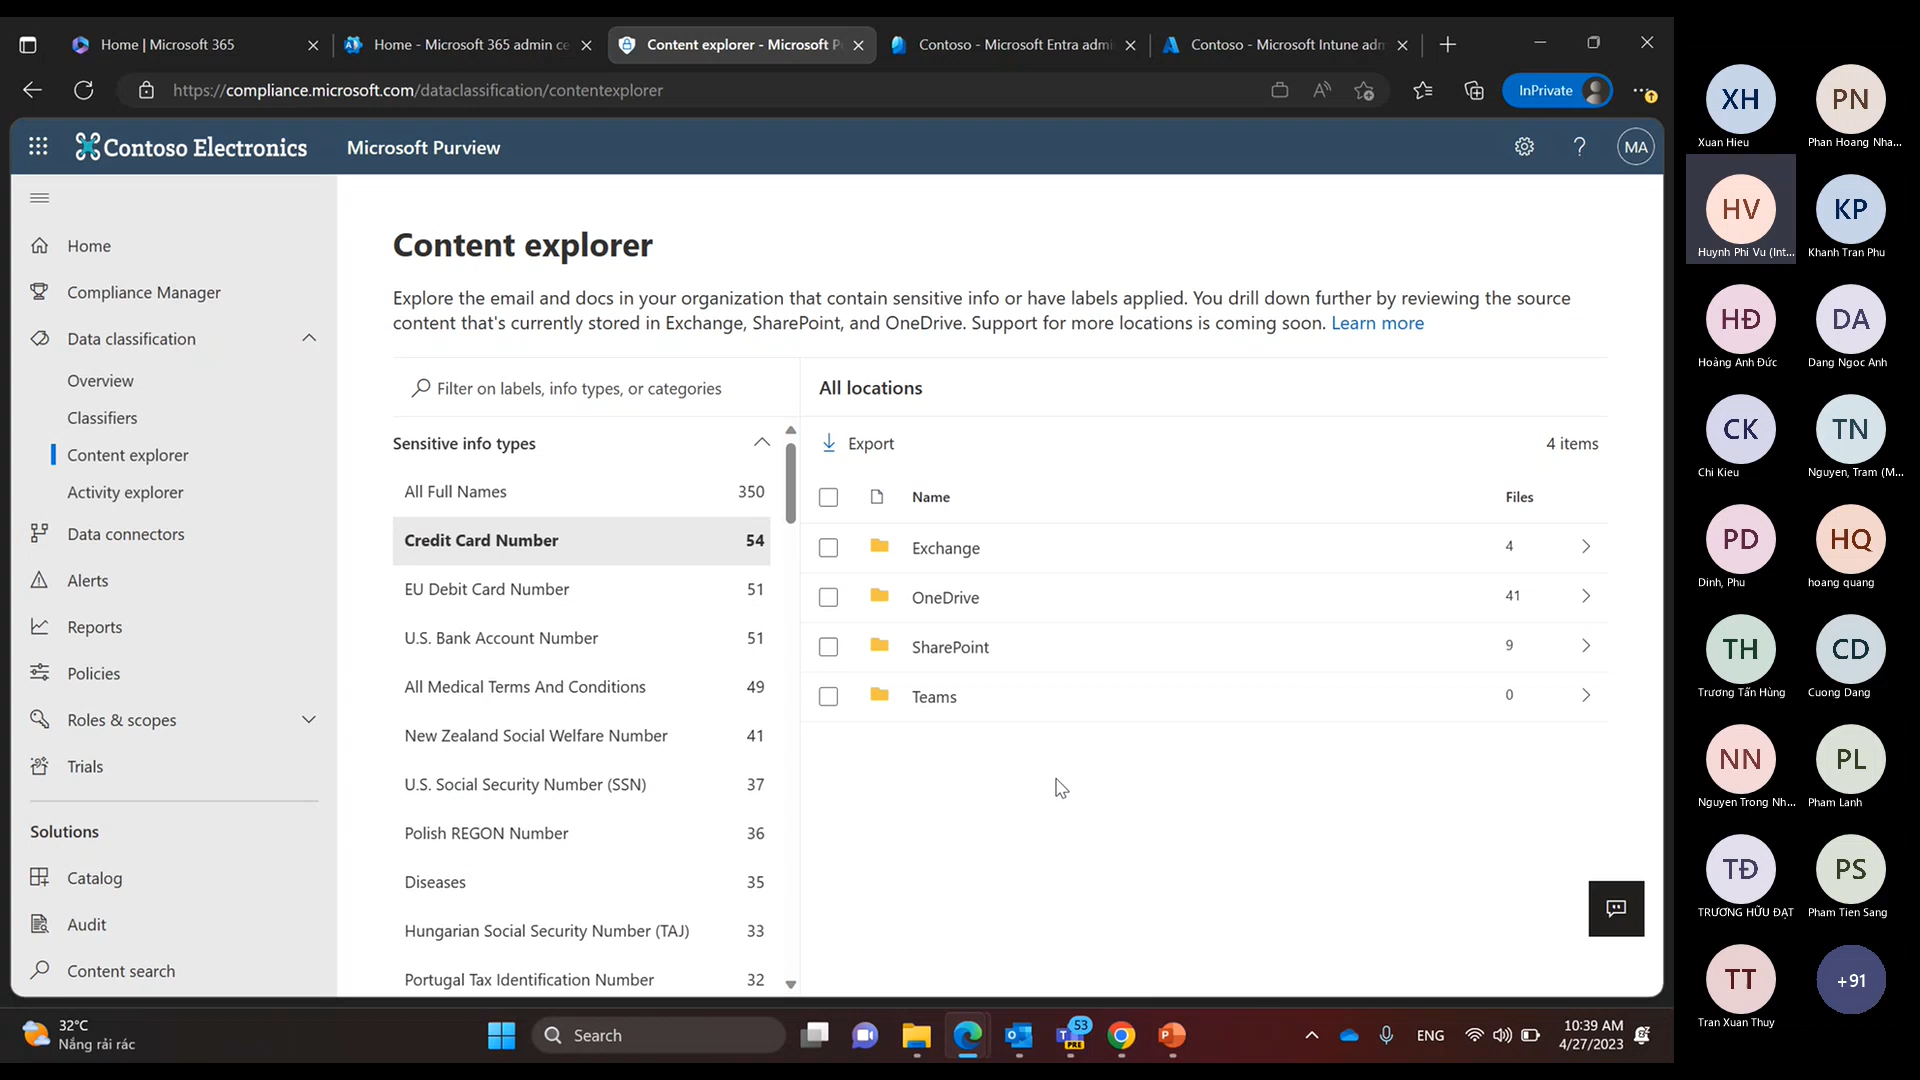 Home | Microsoft 365
Home - Microsoft 365 admin ce
Content explorer - Microsoft P
Contoso - Microsoft Entra admi
Contoso - Microsoft Intune adm
https://compliance.microsoft.com/dataclassification/contentexplorer
InPrivate
Contoso Electronics
Microsoft Purview
?
MA
Home
Compliance Manager
Data classification
Overview
Classifiers
Content explorer
Activity explorer
Data connectors
Alerts
Reports
Policies
Roles & scopes
Trials
Solutions
Catalog
Audit
Content search
Content explorer
Explore the email and docs in your organization that contain sensitive info or have labels applied. You drill down further by reviewing the source
content that's currently stored in Exchange, SharePoint, and OneDrive. Support for more locations is coming soon. Learn more
Filter on labels, info types, or categories
Sensitive info types
All Full Names 350
Credit Card Number 54
EU Debit Card Number 51
U.S. Bank Account Number 51
All Medical Terms And Conditions 49
New Zealand Social Welfare Number 41
U.S. Social Security Number (SSN) 37
Polish REGON Number 36
Diseases 35
Hungarian Social Security Number (TAJ) 33
Portugal Tax Identification Number 32
All locations
Export
4 items
Name Files
Exchange 4
OneDrive 41
SharePoint 9
Teams 0
32°C
Nắng rải rác
Search
53
PRE
ENG
10:39 AM
4/27/2023
XH
Xuan Hieu
PN
Phan Hoang Nha...
HV
Huynh Phi Vu (Int...
KP
Khanh Tran Phu
HĐ
Hoàng Anh Đức
DA
Dang Ngoc Anh
CK
Chi Kieu
TN
Nguyen, Tram (M...
PD
Dinh, Phu
HQ
hoang quang
TH
Trương Tấn Hùng
CD
Cuong Dang
NN
Nguyen Trong Nh...
PL
Pham Lanh
TĐ
TRƯƠNG HỮU ĐẠT
PS
Pham Tien Sang
TT
Tran Xuan Thuy
+91